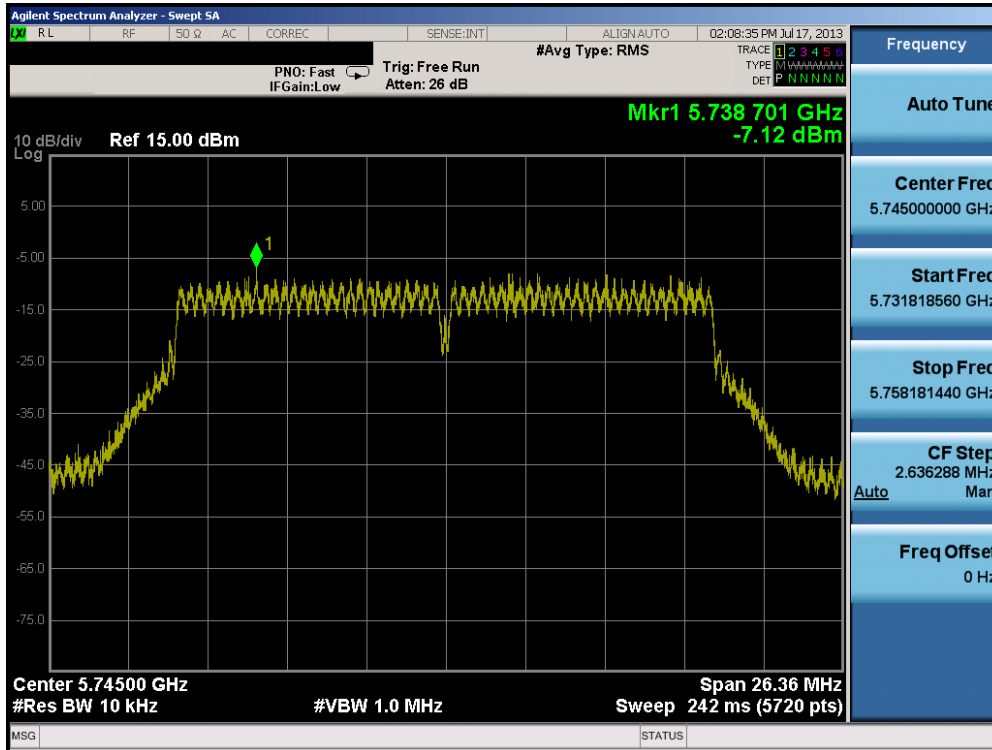 Agilent Spectrum Analyzer - Swept SA
LXI RL RF 50 Ω AC CORREC SENSE:INT ALIGN AUTO 02:08:35 PM Jul 17, 2013
#Avg Type: RMS
TRACE 1 2 3 4 5 6
PNO: Fast
IFGain:Low
Trig: Free Run
Atten: 26 dB
TYPE M
DET P N N N N N
Mkr1 5.738 701 GHz
-7.12 dBm
10 dB/div Ref 15.00 dBm
Log
5.00
1
-5.00
-15.0
-25.0
-35.0
-45.0
-55.0
-65.0
-75.0
Center 5.74500 GHz Span 26.36 MHz
#Res BW 10 kHz #VBW 1.0 MHz Sweep 242 ms (5720 pts)
MSG STATUS
Frequency
Auto Tune
Center Freq
5.745000000 GHz
Start Freq
5.731818560 GHz
Stop Freq
5.758181440 GHz
CF Step
2.636288 MHz
Auto Man
Freq Offset
0 Hz